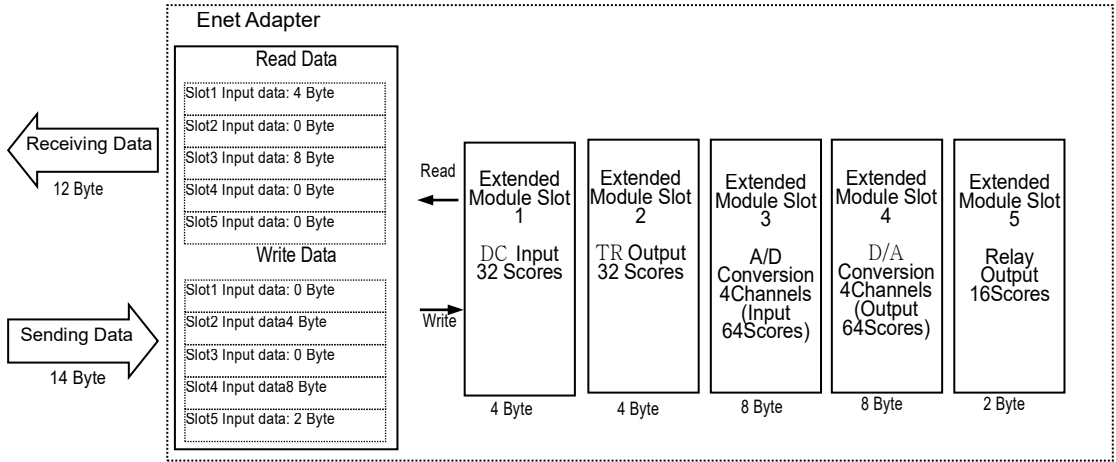 Enet Adapter
Read Data
Slot1 Input data: 4 Byte
Slot2 Input data: 0 Byte
Slot3 Input data: 8 Byte
Slot4 Input data: 0 Byte
Slot5 Input data: 0 Byte
Write Data
Slot1 Input data: 0 Byte
Slot2 Input data4 Byte
Slot3 Input data: 0 Byte
Slot4 Input data8 Byte
Slot5 Input data: 2 Byte
Receiving Data
12 Byte
Sending Data
14 Byte
Read
Write
Extended
Module Slot
1
DC Input
32 Scores
4 Byte
Extended
Module Slot
2
TR Output
32 Scores
4 Byte
Extended
Module Slot
3
A/D
Conversion
4Channels
(Input
64Scores)
8 Byte
Extended
Module Slot
4
D/A
Conversion
4Channels
(Output
64Scores)
8 Byte
Extended
Module Slot
5
Relay
Output
16Scores
2 Byte